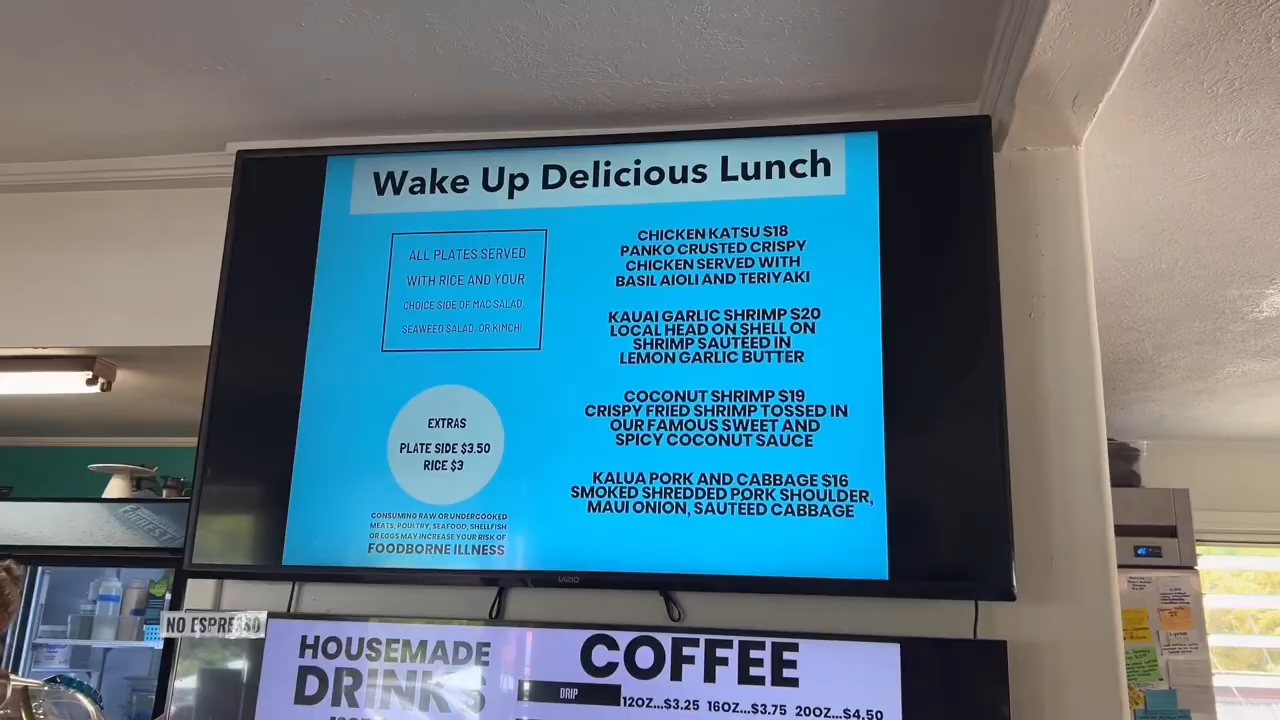 Wake Up Delicious Lunch
ALL PLATES SERVED
WITH RICE AND YOUR
CHOICE SIDE OF MAC SALAD,
SEAWEED SALAD, OR KIMCHI
EXTRAS
PLATE SIDE $3.50
RICE $3
CONSUMING RAW OR UNDERCOOKED
MEATS, POULTRY, SEAFOOD, SHELLFISH
OR EGGS MAY INCREASE YOUR RISK OF
FOODBORNE ILLNESS
CHICKEN KATSU $18
PANKO CRUSTED CRISPY
CHICKEN SERVED WITH
BASIL AIOLI AND TERIYAKI
KAUAI GARLIC SHRIMP $20
LOCAL HEAD ON SHELL ON
SHRIMP SAUTEED IN
LEMON GARLIC BUTTER
COCONUT SHRIMP $19
CRISPY FRIED SHRIMP TOSSED IN
OUR FAMOUS SWEET AND
SPICY COCONUT SAUCE
KALUA PORK AND CABBAGE $16
SMOKED SHREDDED PORK SHOULDER,
MAUI ONION, SAUTEED CABBAGE
VIZIO
NO ESPRESSO
HOUSEMADE
DRINKS
COFFEE
DRIP
12OZ...$3.25 16OZ...$3.75 20OZ...$4.50